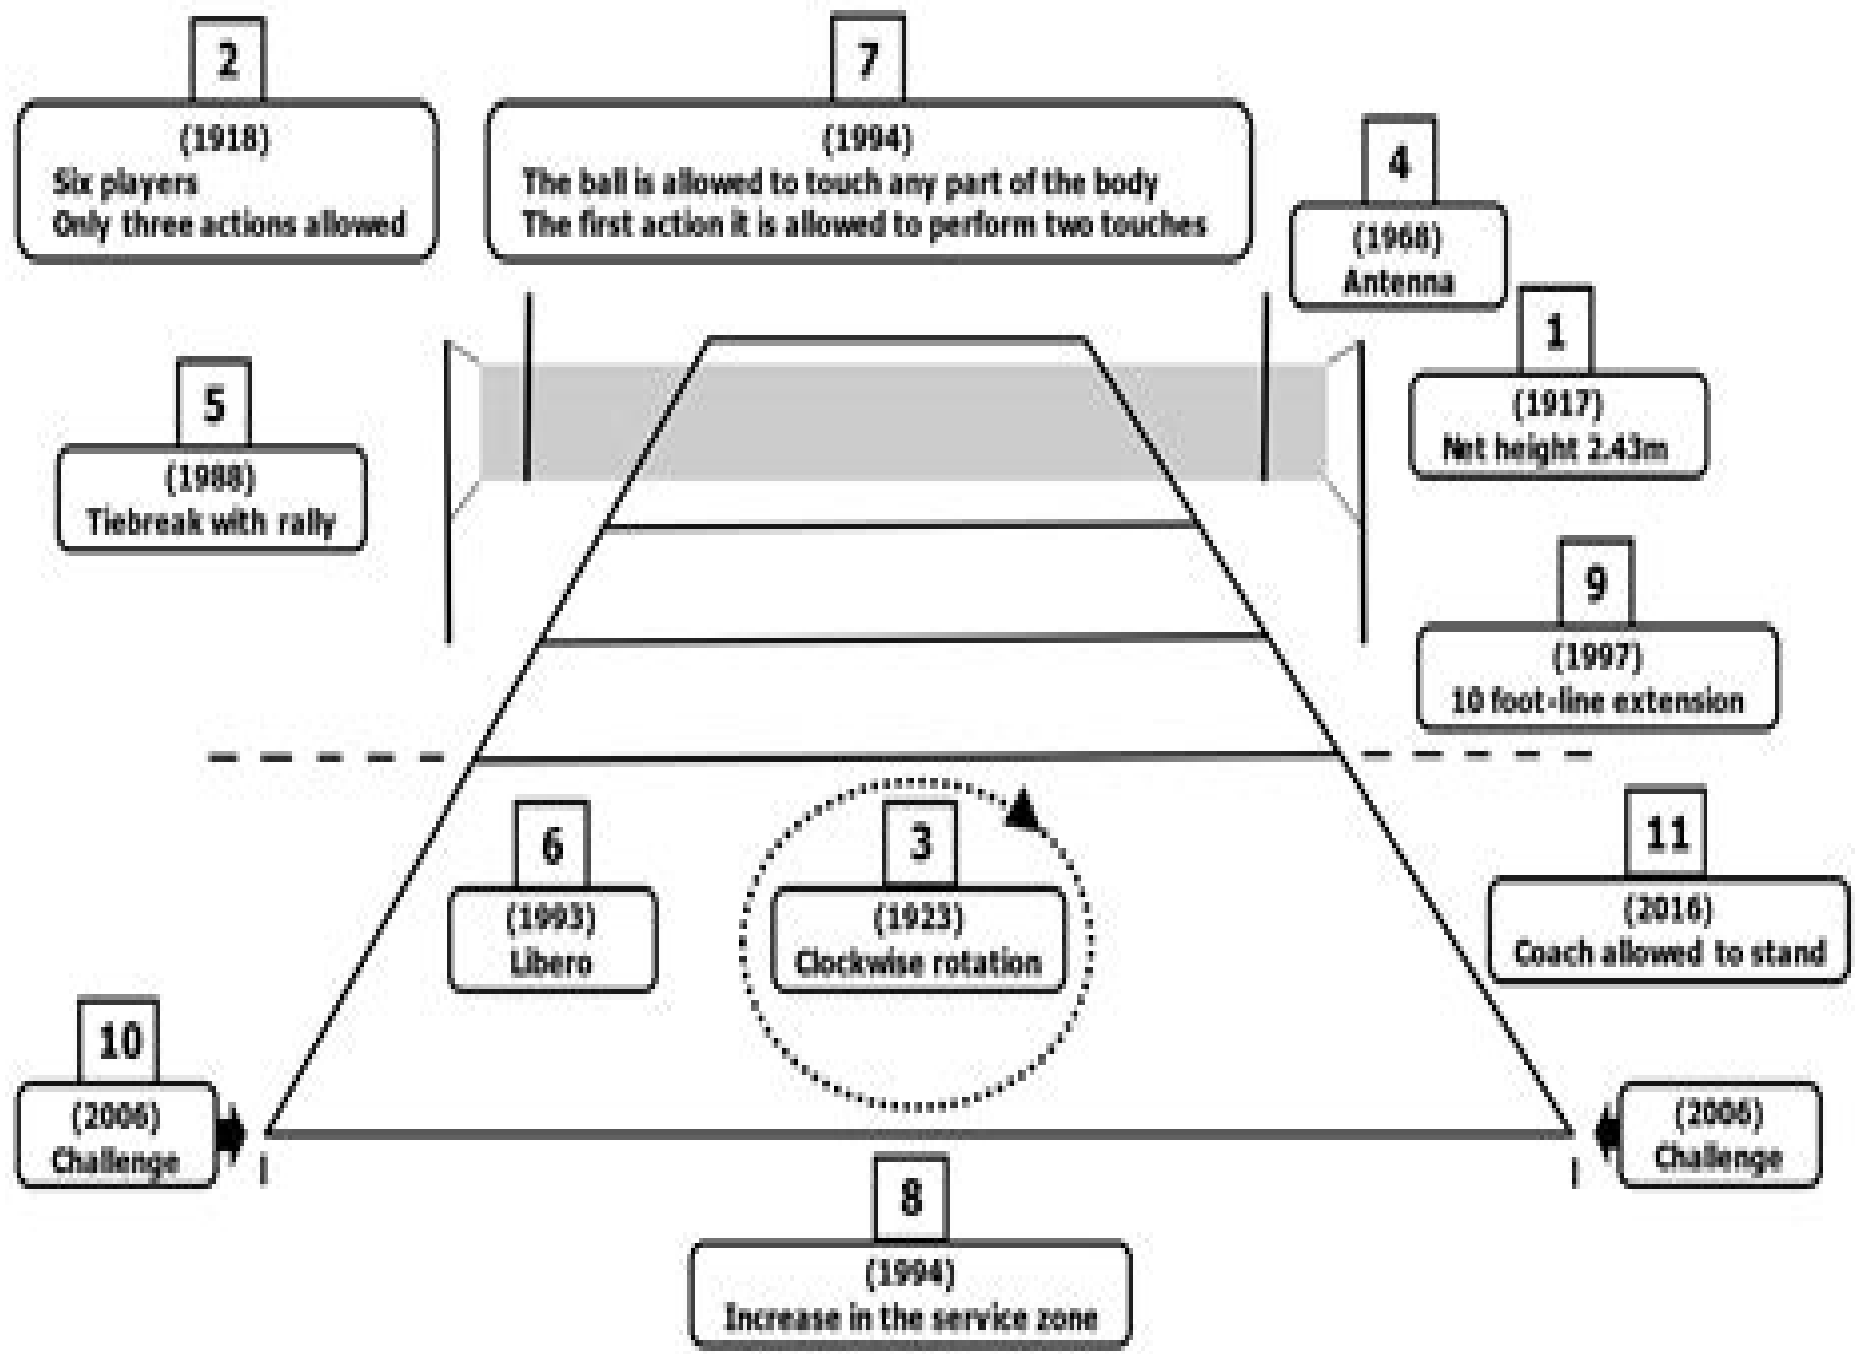 2
(1918)
Six players
Only three actions allowed
7
(1994)
The ball is allowed to touch any part of the body
The first action it is allowed to perform two touches
4
(1968)
Antenna
1
(1917)
Net height 2.43m
5
(1988)
Tiebreak with rally
9
(1997)
10 foot-line extension
6
(1993)
Libero
3
(1923)
Clockwise rotation
11
(2016)
Coach allowed to stand
10
(2006)
Challenge
(2006)
Challenge
8
(1994)
Increase in the service zone